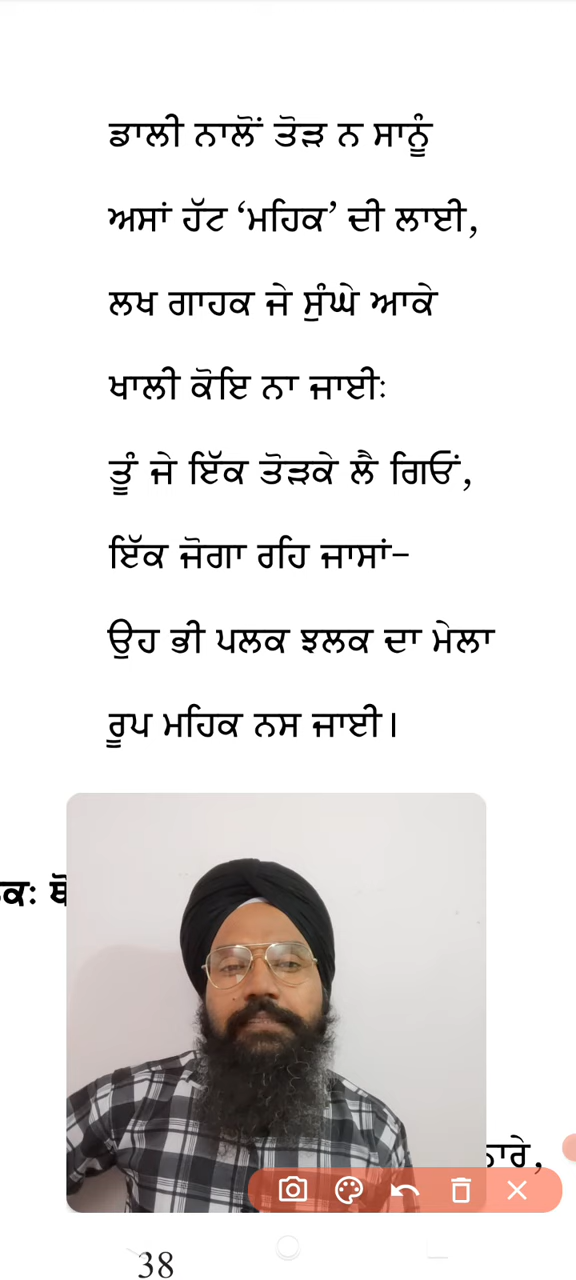 ਡਾਲੀ ਨਾਲੋਂ ਤੋੜ ਨ ਸਾਨੂੰ
ਅਸਾਂ ਹੱਟ ‘ਮਹਿਕ’ ਦੀ ਲਾਈ,
ਲਖ ਗਾਹਕ ਜੇ ਸੁੰਘੇ ਆਕੇ
ਖਾਲੀ ਕੋਇ ਨਾ ਜਾਈਃ
ਤੂੰ ਜੇ ਇੱਕ ਤੋੜਕੇ ਲੈ ਗਿਓਂ,
ਇੱਕ ਜੋਗਾ ਰਹਿ ਜਾਸਾਂ–
ਉਹ ਭੀ ਪਲਕ ਝਲਕ ਦਾ ਮੇਲਾ
ਰੂਪ ਮਹਿਕ ਨਸ ਜਾਈ।
38